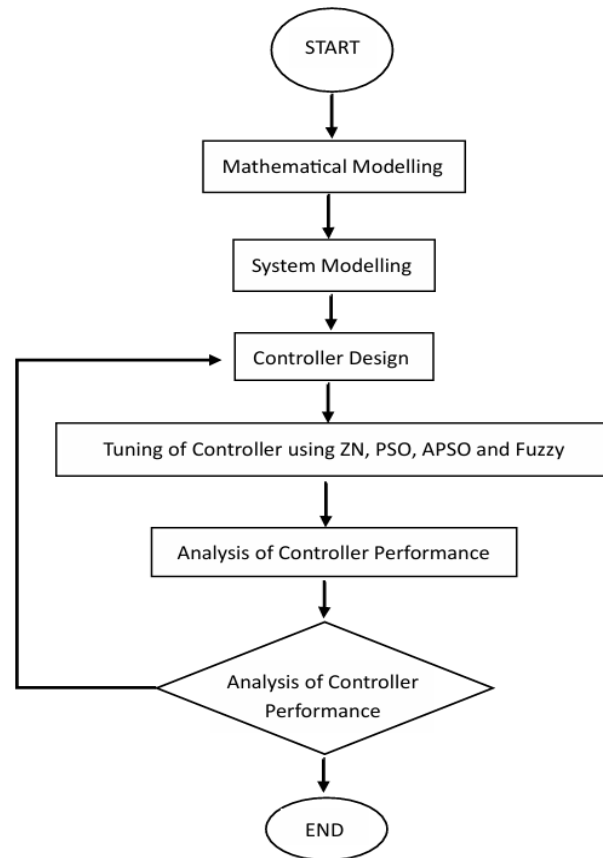 START
Mathematical Modelling
System Modelling
Controller Design
Tuning of Controller using ZN, PSO, APSO and Fuzzy
Analysis of Controller Performance
Analysis of Controller
Performance
END